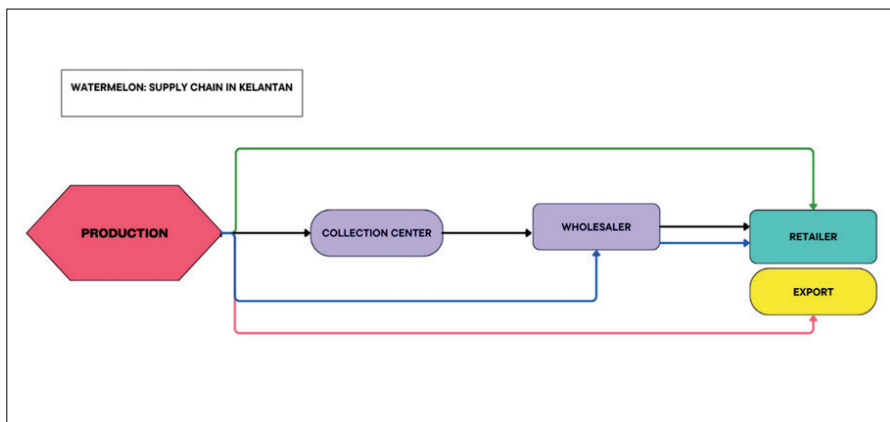 WATERMELON: SUPPLY CHAIN IN KELANTAN
PRODUCTION
COLLECTION CENTER
WHOLESALER
RETAILER
EXPORT